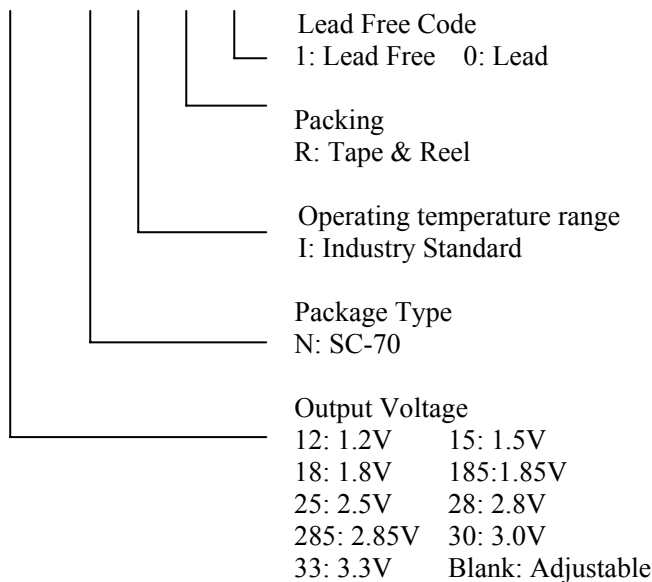 Lead Free Code
1: Lead Free 0: Lead
Packing
R: Tape & Reel
Operating temperature range
I: Industry Standard
Package Type
N: SC-70
Output Voltage
12: 1.2V 15: 1.5V
18: 1.8V 185:1.85V
25: 2.5V 28: 2.8V
285: 2.85V 30: 3.0V
33: 3.3V Blank: Adjustable